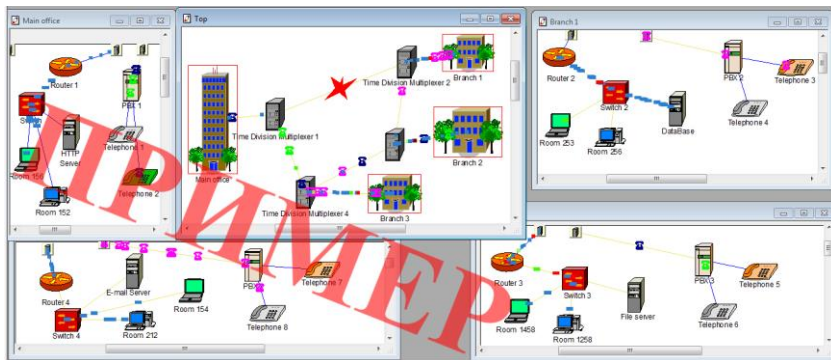 Main office
Router 1
PBX 1
Switch
HTTP
Server
Telephone 1
Room 156
Telephone 2
Room 152
Top
Branch 1
Time Division Multiplexer 2
Time Division Multiplexer 1
Branch 2
Main office
Time Division Multiplexer 4
Branch 3
Branch 1
Router 2
PBX 2
Telephone 3
Switch 2
DataBase
Telephone 4
Room 253
Room 256
PBX
Telephone 7
Router 4
E-mail Server
Room 154
Switch 4
Room 212
Telephone 8
Router 3
PBX 3
Telephone 5
Switch 3
File server
Room 1458
Telephone 6
Room 1258
ПРИМЕР